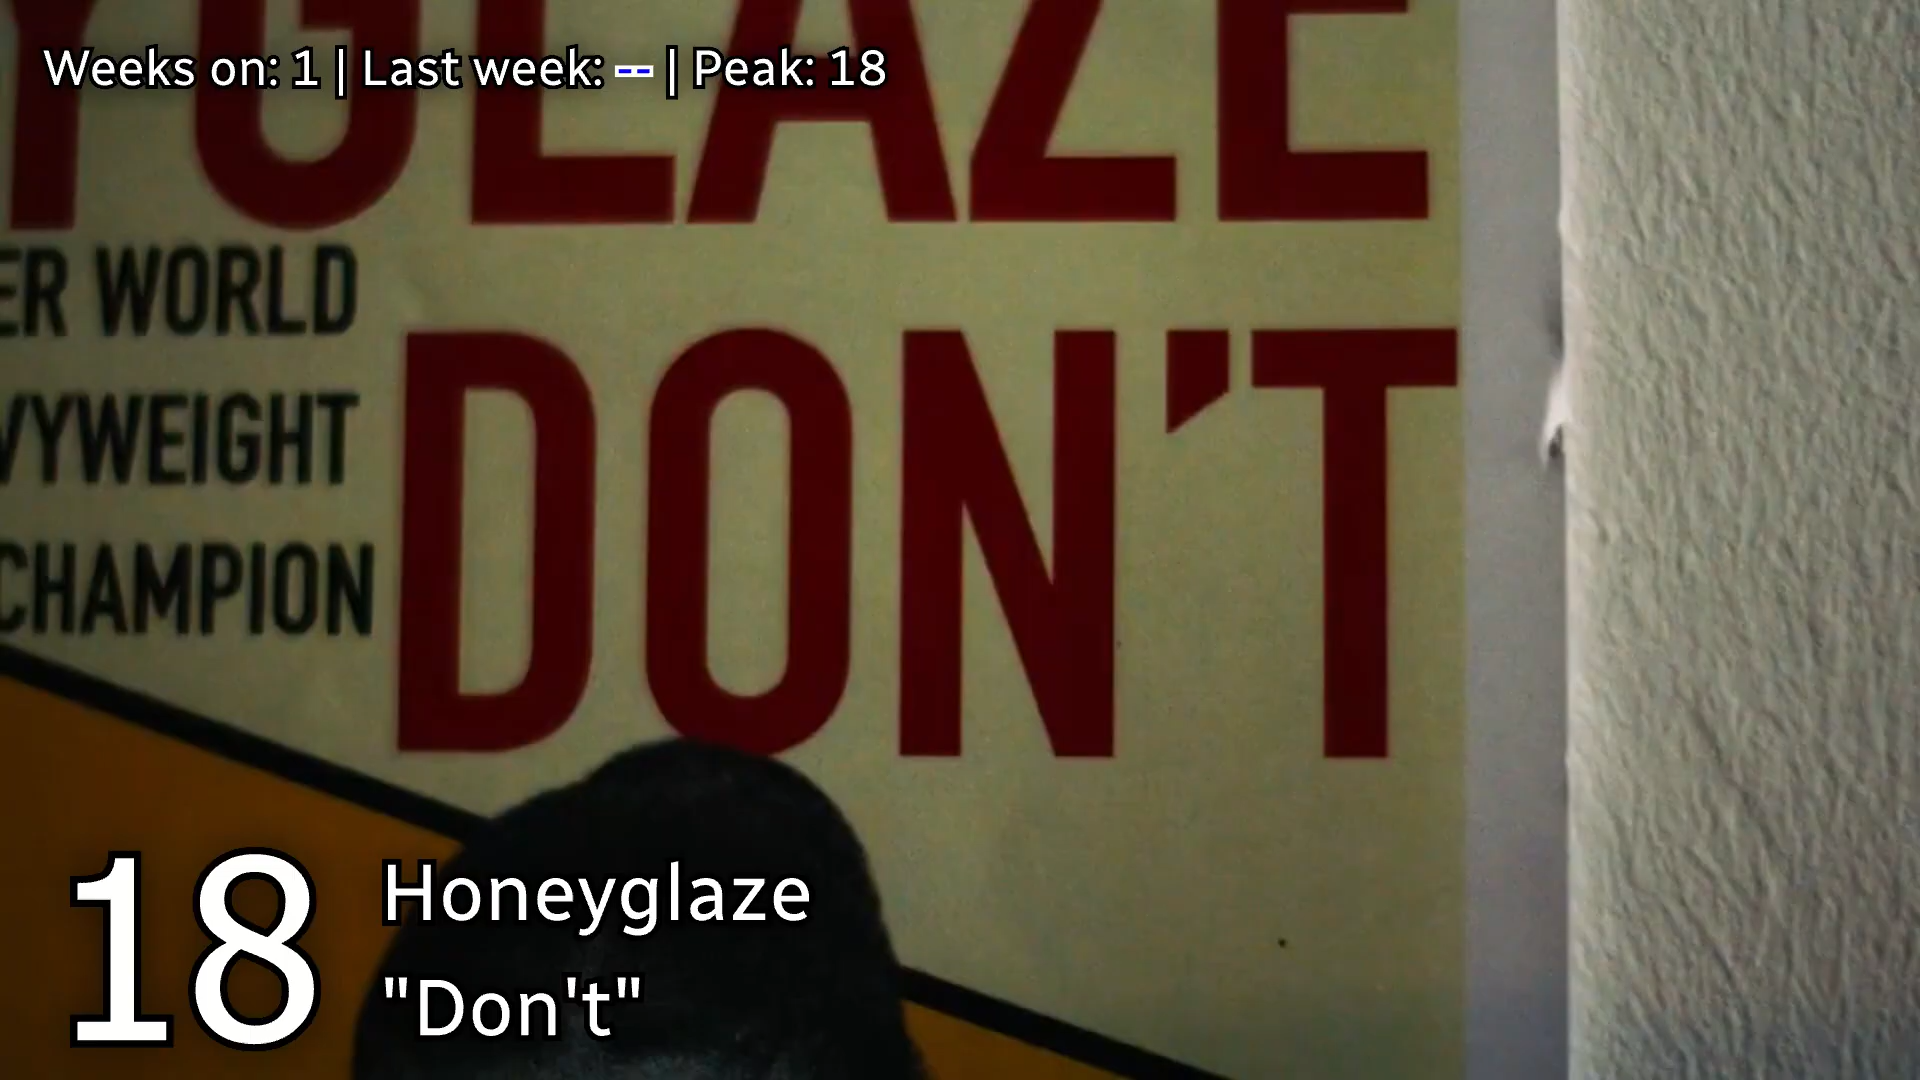 Weeks on: 1 | Last week: -- | Peak: 18
YGLAZE
ER WORLD
VYWEIGHT
CHAMPION
DON'T
18
Honeyglaze
"Don't"